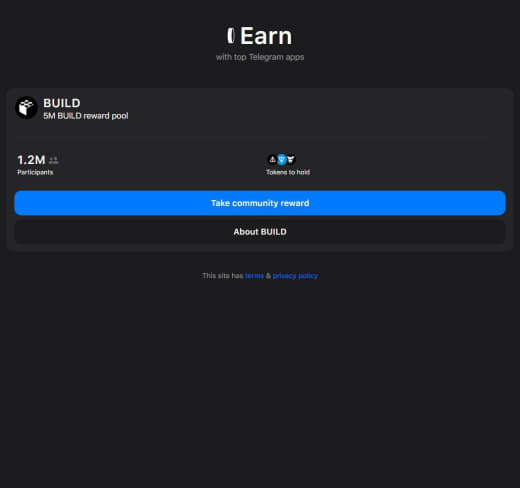 Earn
with top Telegram apps
BUILD
5M BUILD reward pool
1.2M
Participants
Tokens to hold
Take community reward
About BUILD
This site has terms & privacy policy